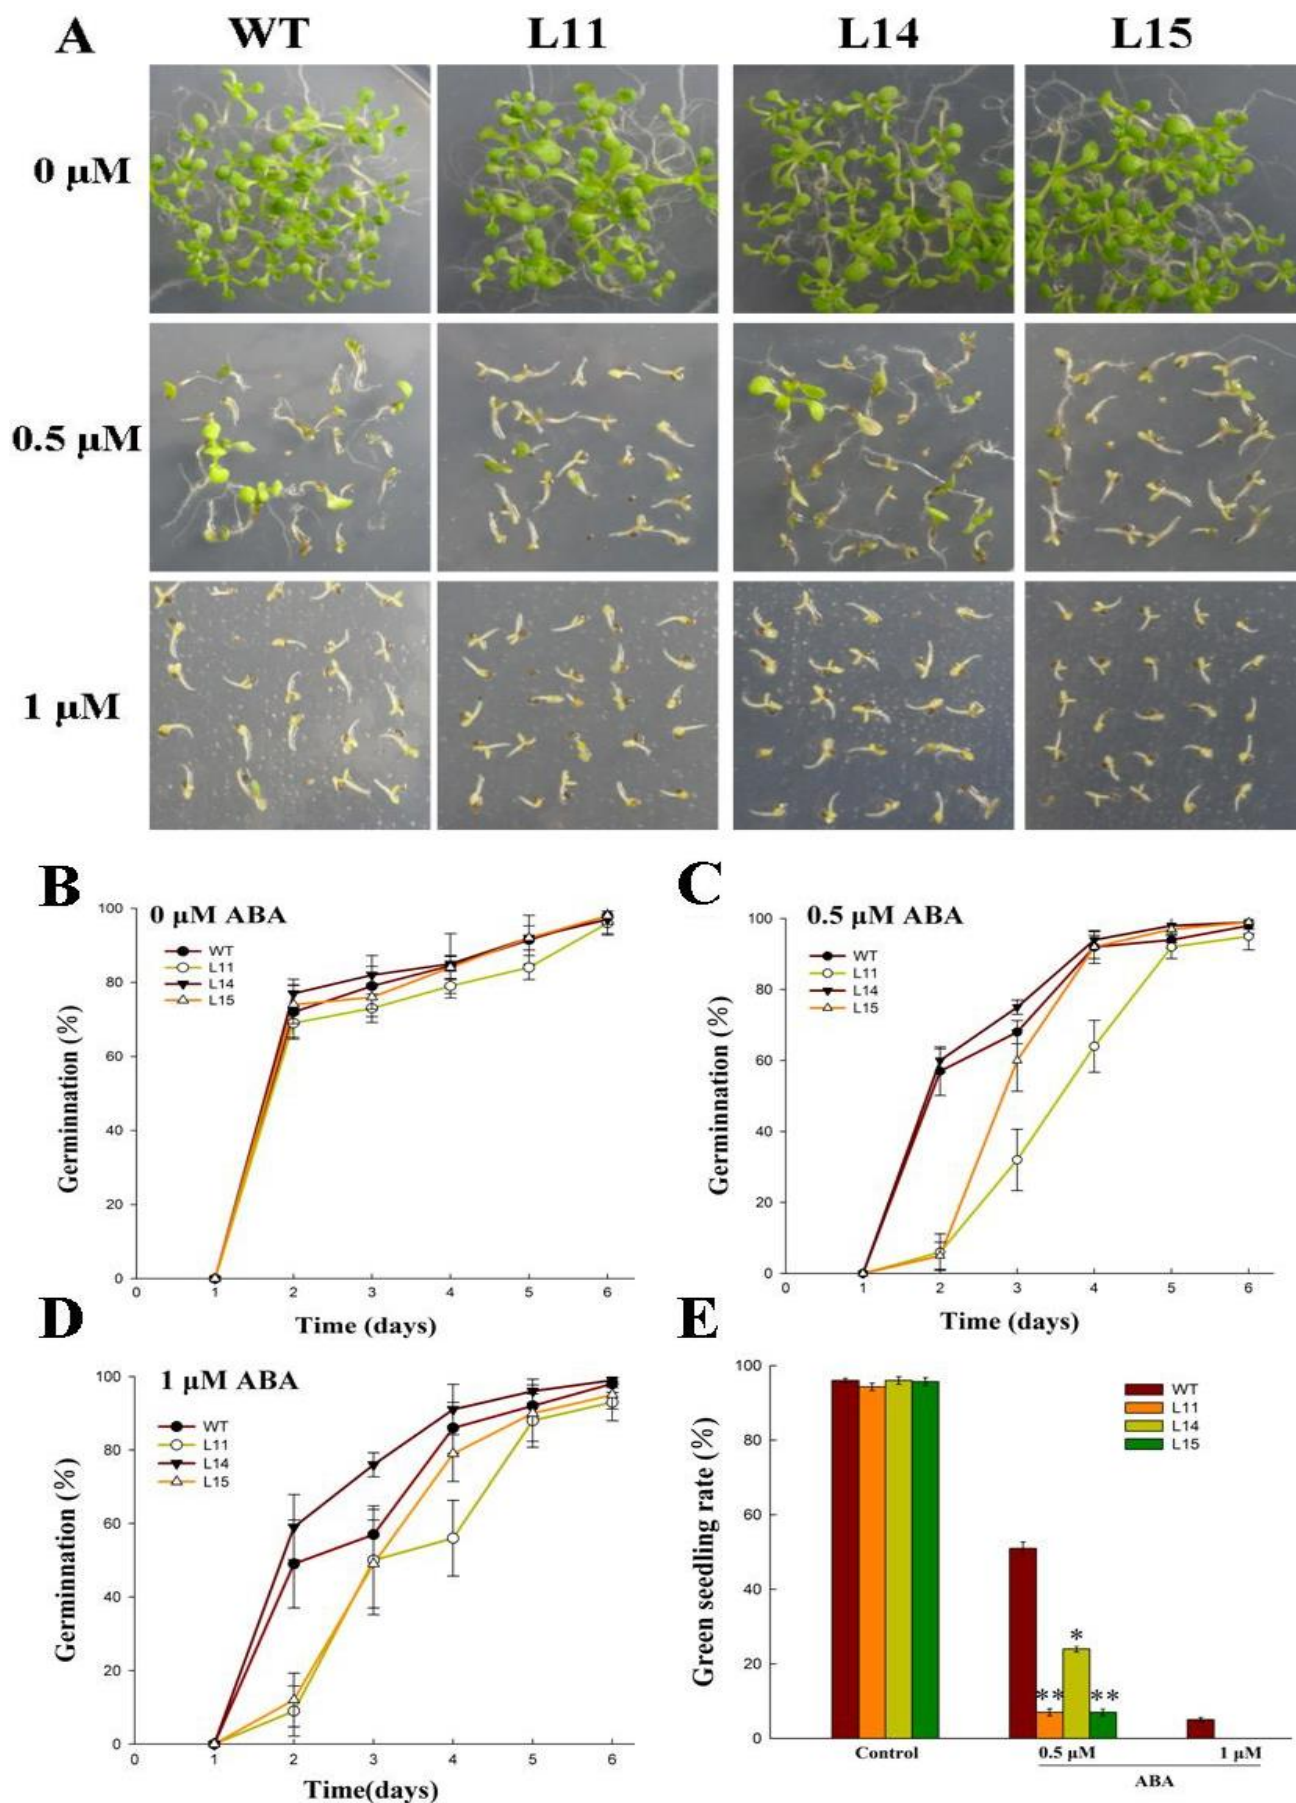 A WT L11 L14 L15
0 μM
0.5 μM
1 μM
B
0 μM ABA
WT
L11
L14
L15
Germinnation (%)
100
80
60
40
20
0
0 1 2 3 4 5 6
Time (days)
C
0.5 μM ABA
WT
L11
L14
L15
Germinnation (%)
100
80
60
40
20
0
0 1 2 3 4 5 6
Time (days)
D
1 μM ABA
WT
L11
L14
L15
Germinnation (%)
100
80
60
40
20
0
0 1 2 3 4 5 6
Time(days)
E
WT
L11
L14
L15
Green seedling rate (%)
100
80
60
40
20
0
*
** **
Control 0.5 μM 1 μM
ABA